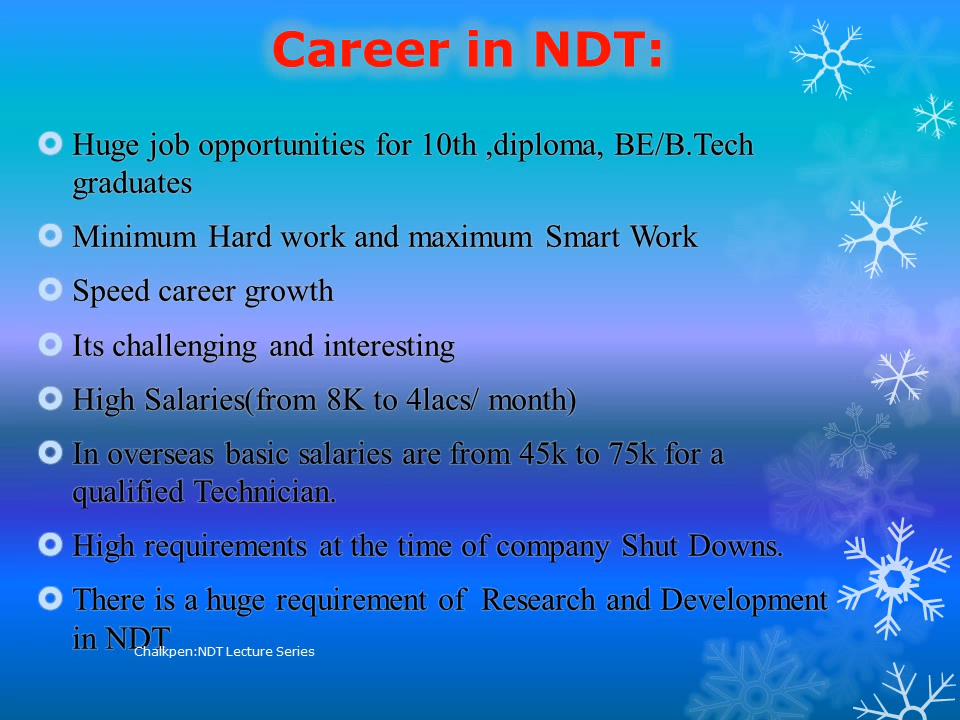 Career in NDT:
Huge job opportunities for 10th ,diploma, BE/B.Tech
graduates
Minimum Hard work and maximum Smart Work
Speed career growth
Its challenging and interesting
High Salaries(from 8K to 4lacs/ month)
In overseas basic salaries are from 45k to 75k for a
qualified Technician.
High requirements at the time of company Shut Downs.
There is a huge requirement of Research and Development
in NDT
Chalkpen:NDT Lecture Series